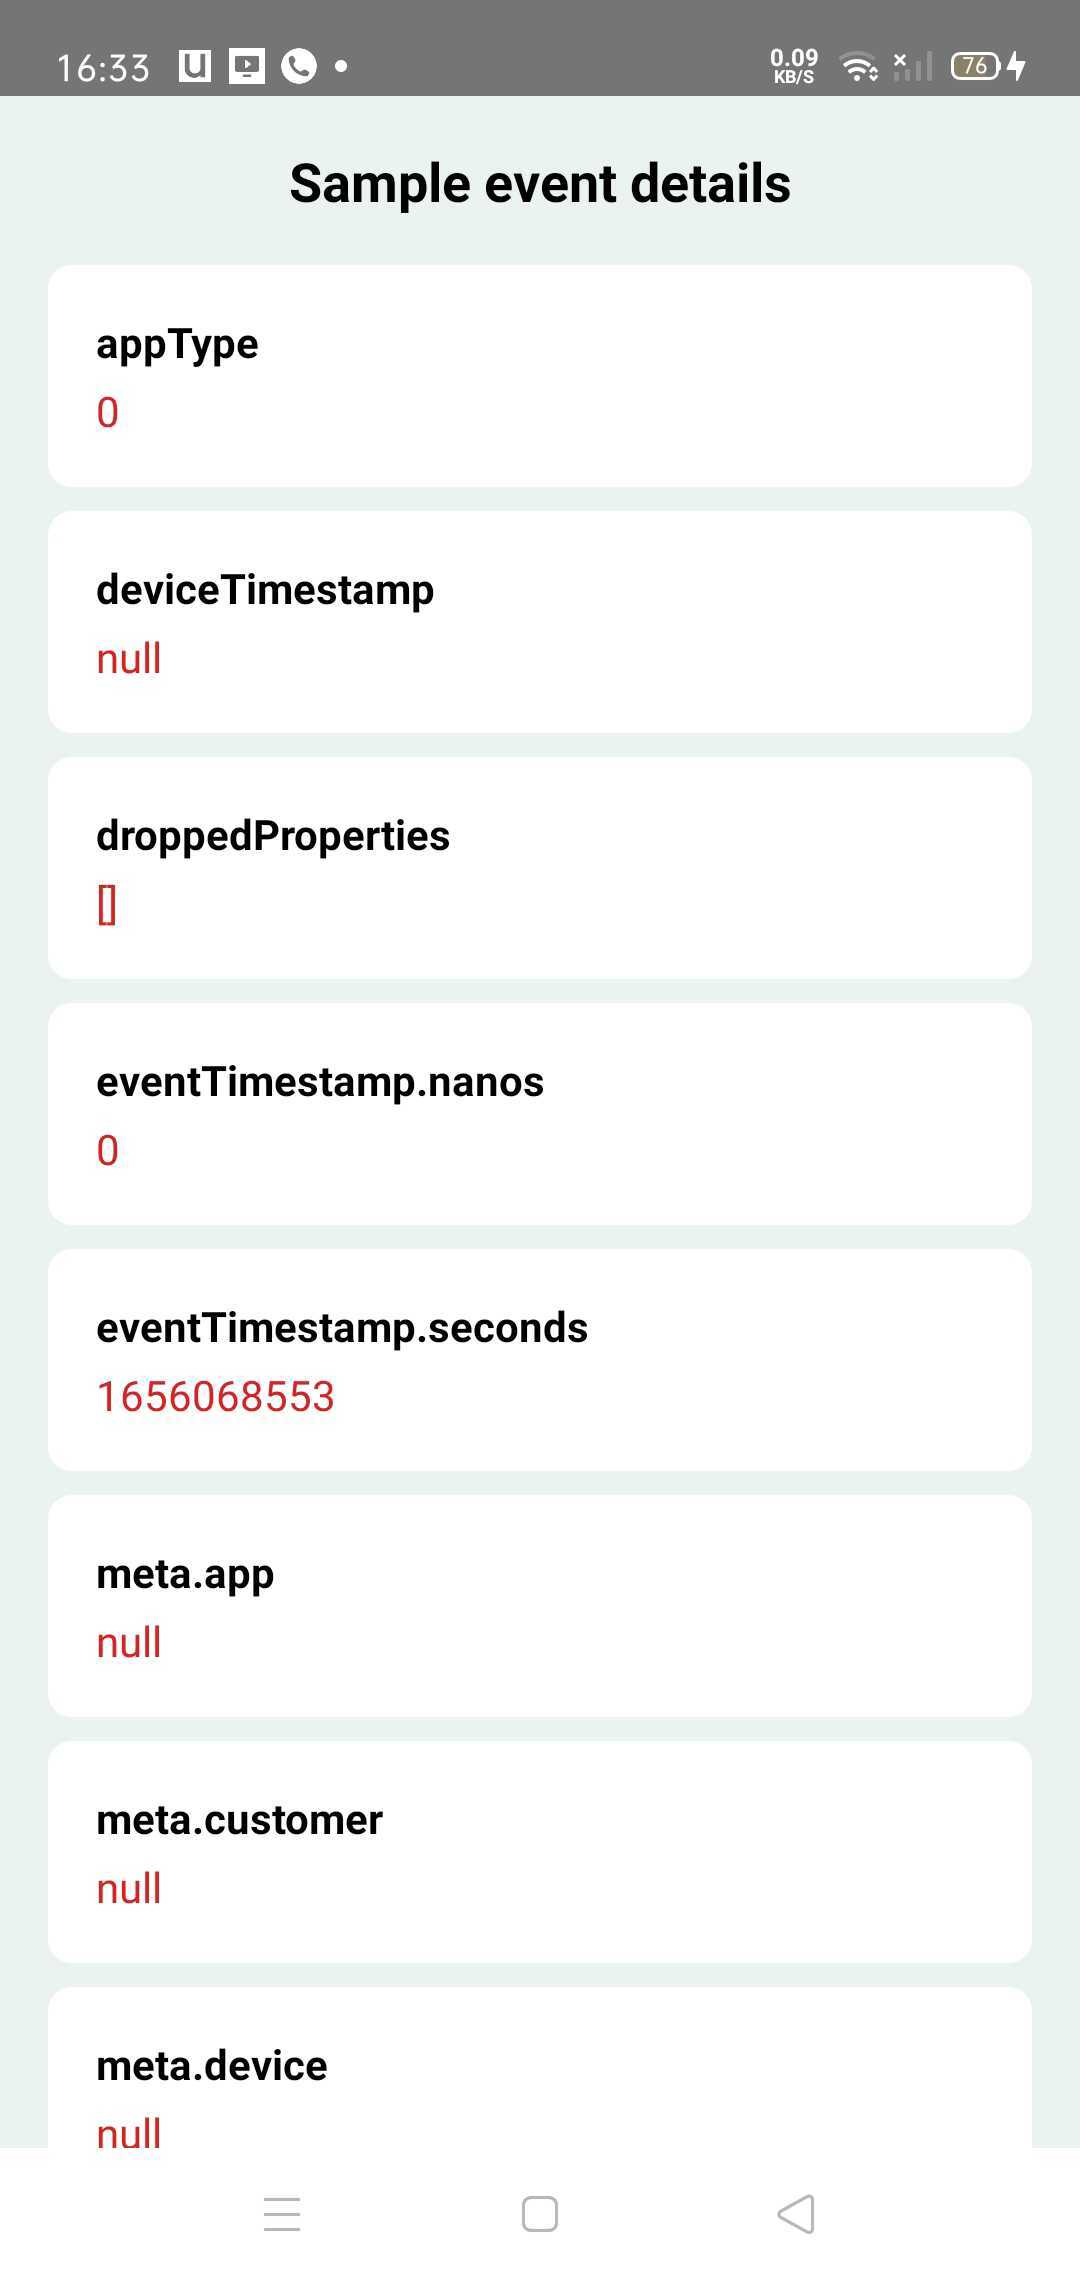 16:33
0.09
KB/S
76
Sample event details
appType
0
deviceTimestamp
null
droppedProperties
[]
eventTimestamp.nanos
0
eventTimestamp.seconds
1656068553
meta.app
null
meta.customer
null
meta.device
null